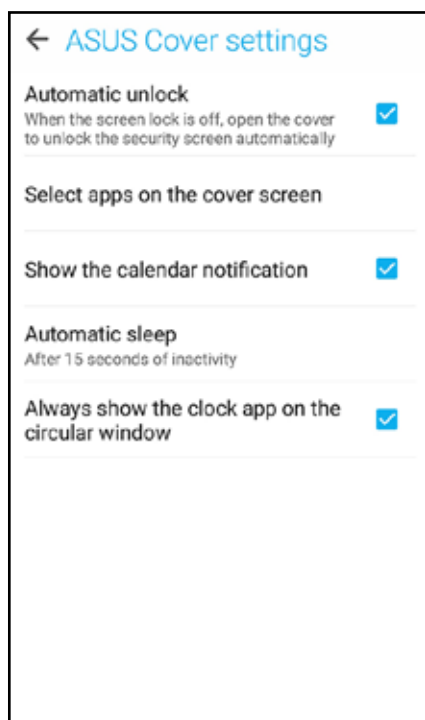 ASUS Cover settings
Automatic unlock
When the screen lock is off, open the cover
to unlock the security screen automatically
Select apps on the cover screen
Show the calendar notification
Automatic sleep
After 15 seconds of inactivity
Always show the clock app on the
circular window